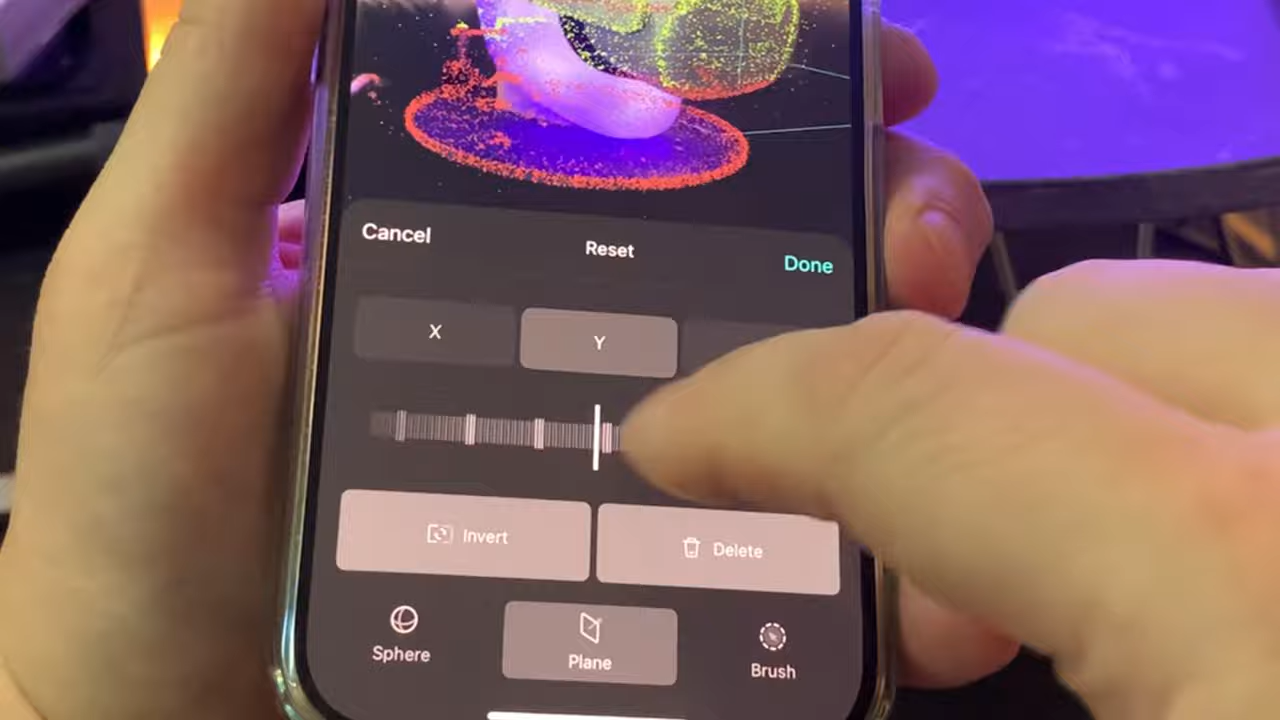 Cancel
Reset
Done
X
Y
Invert
Delete
Sphere
Plane
Brush